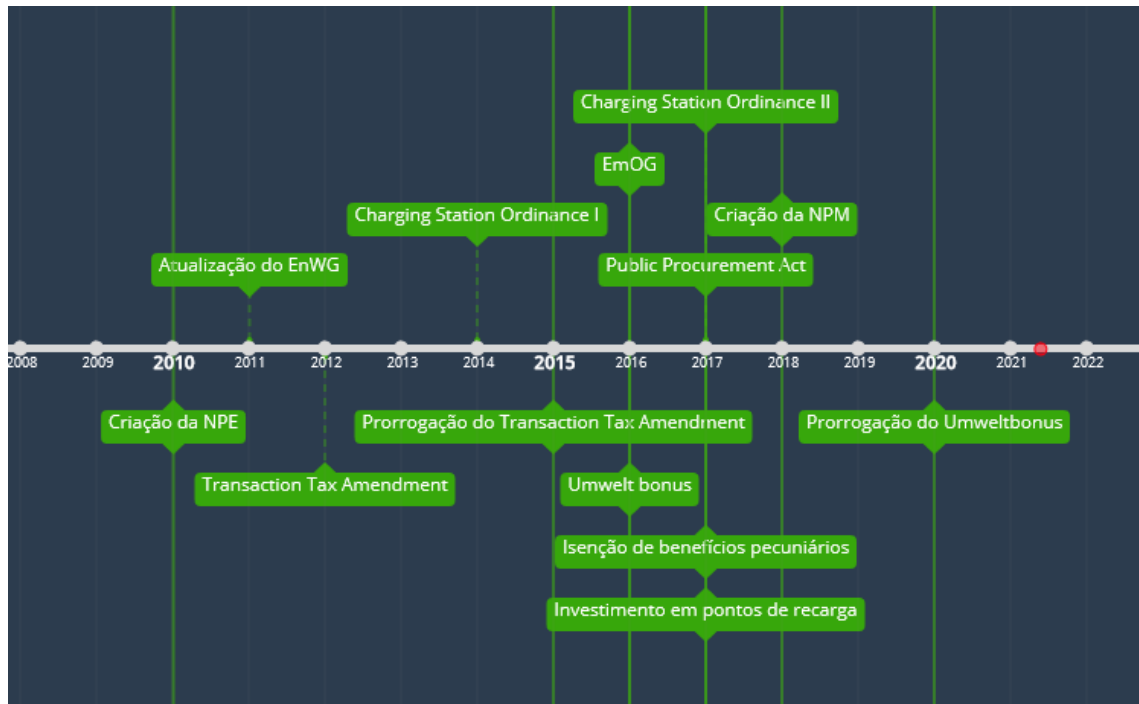 Charging Station Ordinance II
EmOG
Charging Station Ordinance I
Criação da NPM
Atualização do EnWG
Public Procurement Act
2008 2009 2010 2011 2012 2013 2014 2015 2016 2017 2018 2019 2020 2021 2022
Criação da NPE
Prorrogação do Transaction Tax Amendment
Prorrogação do Umweltbonus
Transaction Tax Amendment
Umwelt bonus
Isenção de benefícios pecuniários
Investimento em pontos de recarga